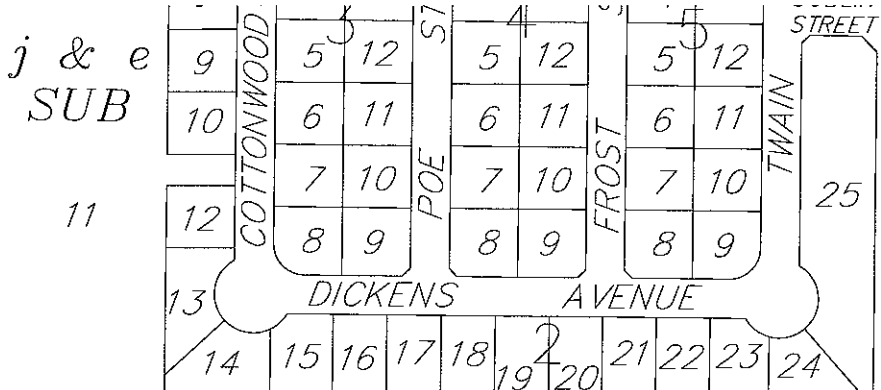 3 4 5
STREET
j & e
SUB
9 5 12 5 12 5 12
10 6 11 6 11 6 11
7 10 7 10 7 10
11 12 8 9 8 9 8 9 25
COTTONWOOD
POE ST
FROST
TWAIN
13 DICKENS AVENUE
14 15 16 17 18 19 2 20 21 22 23 24